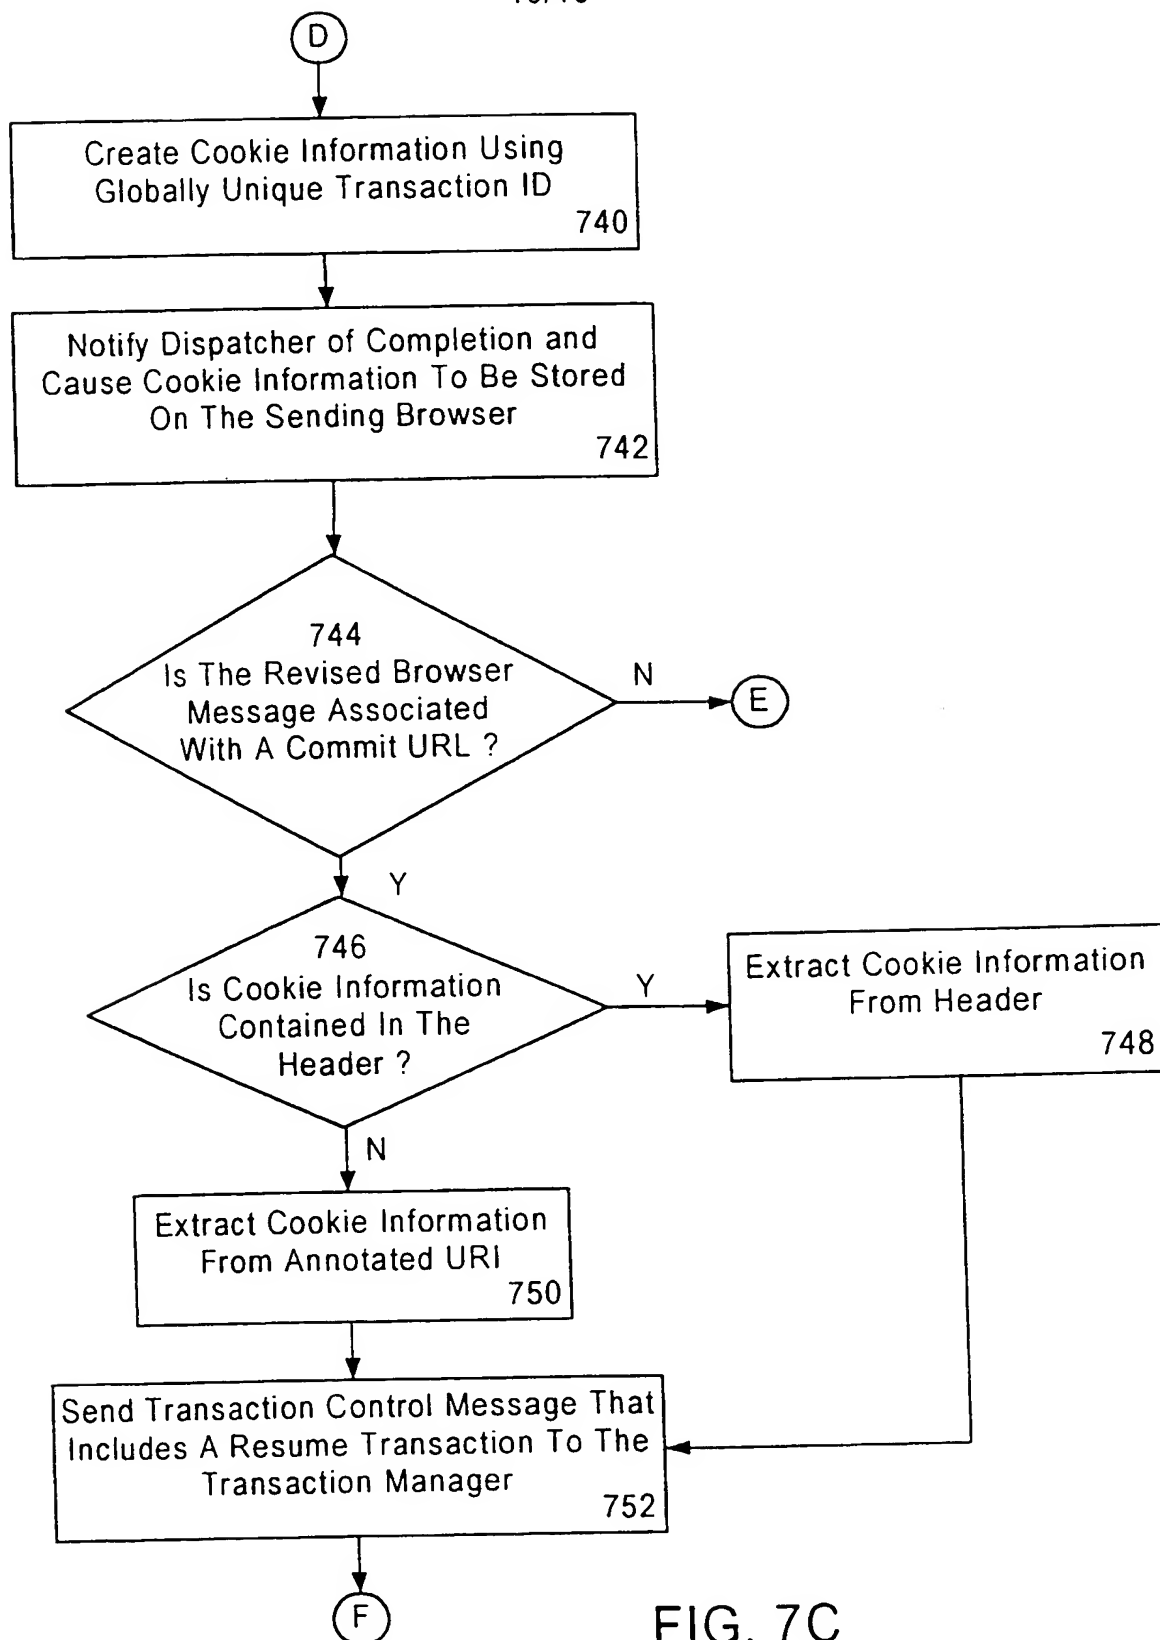 D
Create Cookie Information Using
Globally Unique Transaction ID
740
Notify Dispatcher of Completion and
Cause Cookie Information To Be Stored
On The Sending Browser
742
744
Is The Revised Browser
Message Associated
With A Commit URL ?
N
E
Y
746
Is Cookie Information
Contained In The
Header ?
Y
Extract Cookie Information
From Header
748
N
Extract Cookie Information
From Annotated URI
750
Send Transaction Control Message That
Includes A Resume Transaction To The
Transaction Manager
752
F
FIG. 7C